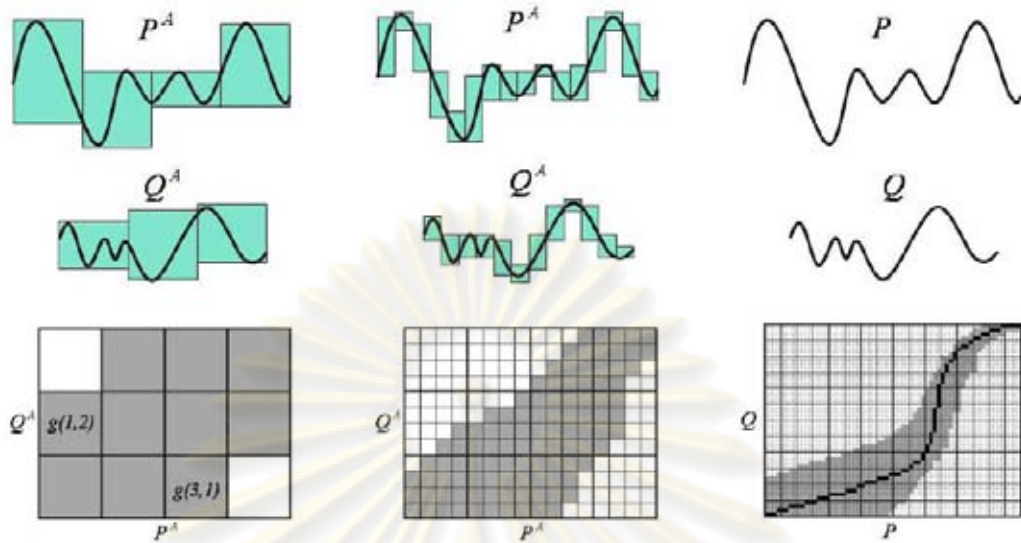 P^A P^A P
Q^A Q^A Q
Q^A g(1,2) Q^A Q
g(3,1)
P^A P^A P